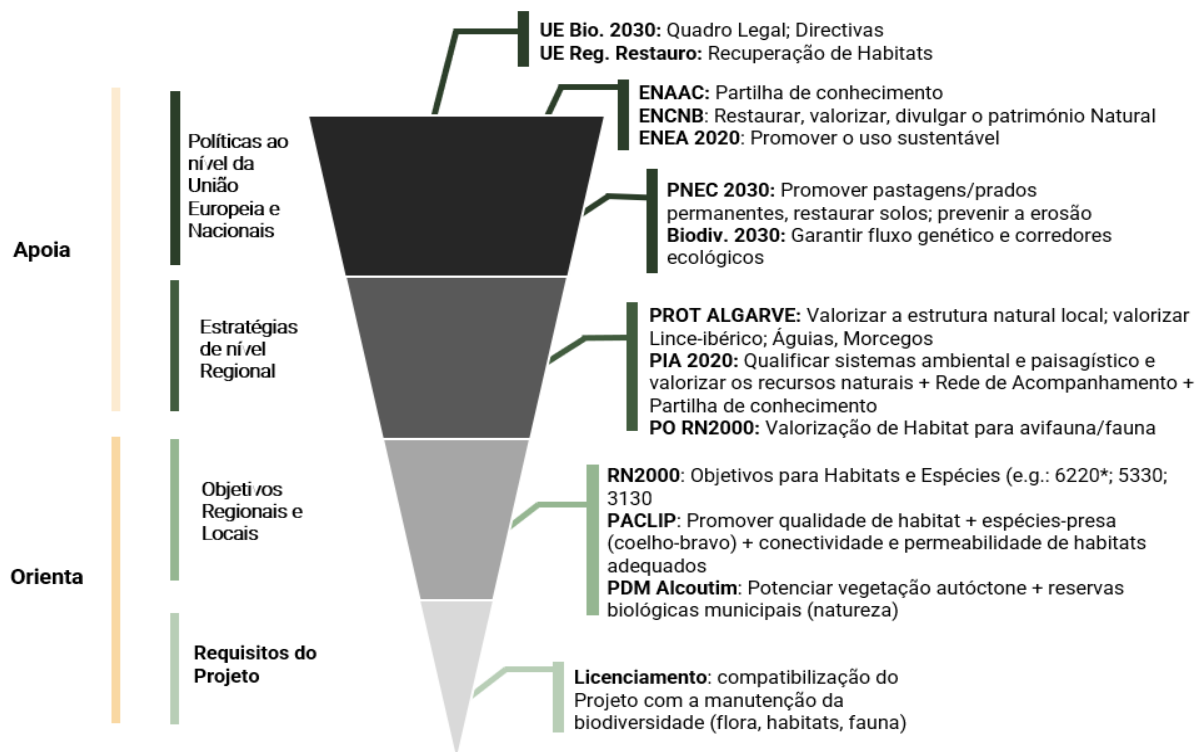 UE Bio. 2030: Quadro Legal; Directivas
UE Reg. Restauro: Recuperação de Habitats
ENAAC: Partilha de conhecimento
ENCNB: Restaurar, valorizar, divulgar o património Natural
ENEA 2020: Promover o uso sustentável
Políticas ao
nível da
União
Europeia e
Nacionais
PNEC 2030: Promover pastagens/prados
permanentes, restaurar solos; prevenir a erosão
Biodiv. 2030: Garantir fluxo genético e corredores
ecológicos
Apoia
Estratégias
de nível
Regional
PROT ALGARVE: Valorizar a estrutura natural local; valorizar
Lince-ibérico; Águias, Morcegos
PIA 2020: Qualificar sistemas ambiental e paisagístico e
valorizar os recursos naturais + Rede de Acompanhamento +
Partilha de conhecimento
PO RN2000: Valorização de Habitat para avifauna/fauna
Objetivos
Regionais e
Locais
RN2000: Objetivos para Habitats e Espécies (e.g.: 6220*; 5330;
3130
PACLIP: Promover qualidade de habitat + espécies-presa
(coelho-bravo) + conectividade e permeabilidade de habitats
adequados
PDM Alcoutim: Potenciar vegetação autóctone + reservas
biológicas municipais (natureza)
Orienta
Requisitos do
Projeto
Licenciamento: compatibilização do
Projeto com a manutenção da
biodiversidade (flora, habitats, fauna)